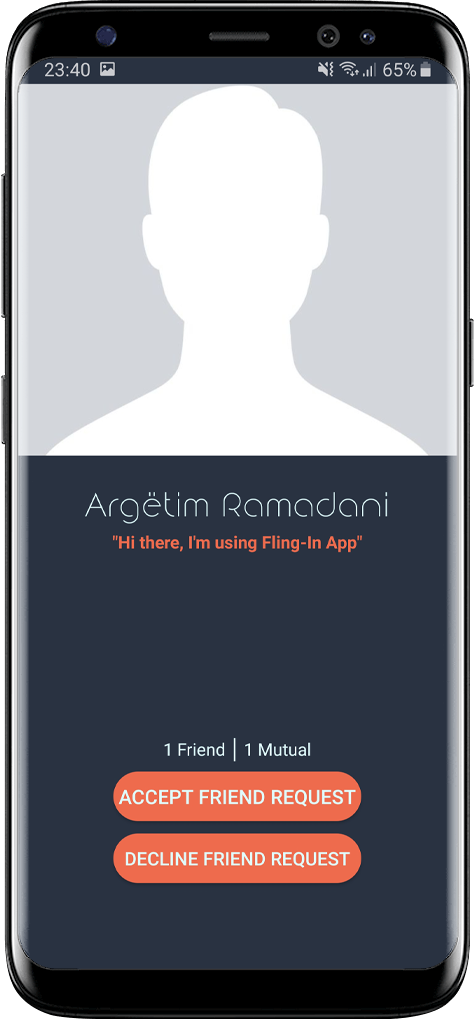 23:40 65%
Argëtim Ramadani
"Hi there, I'm using Fling-In App"
1 Friend | 1 Mutual
ACCEPT FRIEND REQUEST
DECLINE FRIEND REQUEST